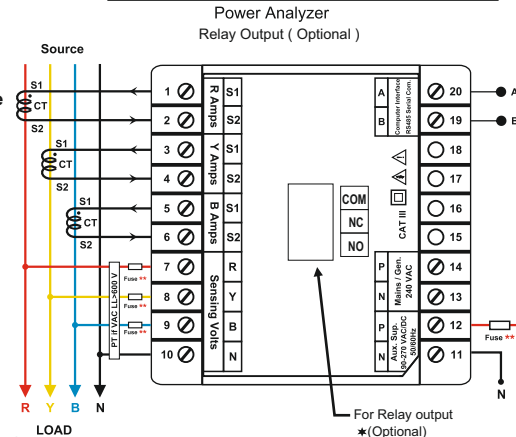 Power Analyzer
Relay Output ( Optional )
Source
S1
CT
S2
S1
CT
S2
S1
CT
S2
1
2
3
4
5
6
7
8
9
10
R Amps
S1
S2
Y Amps
S1
S2
B Amps
S1
S2
Sensing Volts
R
Y
B
N
PT if VAC LL>600 V
Fuse **
Fuse **
Fuse **
COM
NC
NO
CAT III
A
B
Computer Interface
RS485 Serial Com.
P
N
Mains / Gen.
240 VAC
P
N
Aux. Sup.
90-270 VAC/DC
50/60Hz
20
19
18
17
16
15
14
13
12
11
A
Fuse **
N
R
Y
B
N
LOAD
For Relay output
*(Optional)